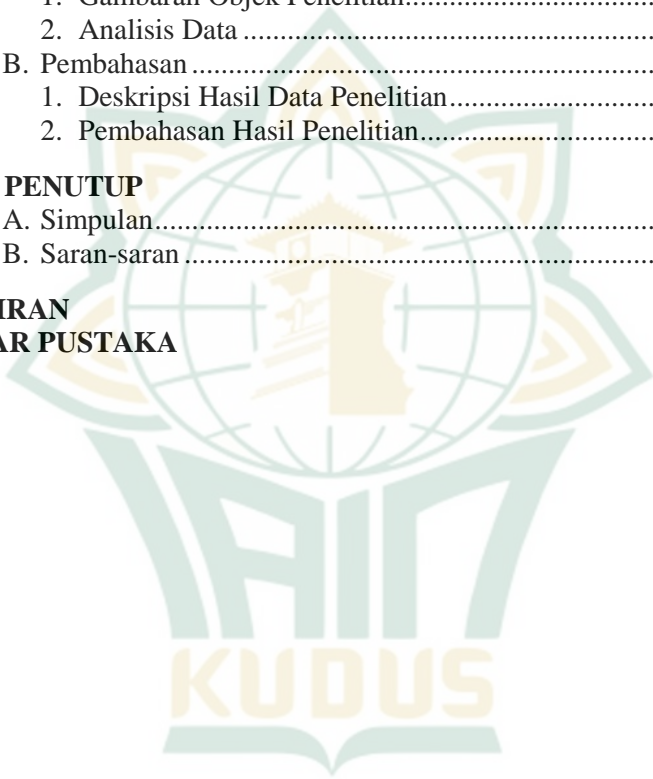 1. Gambaran Objek Penelitian................................
2. Analisis Data ................................................................
B. Pembahasan ................................................................
1. Deskripsi Hasil Data Penelitian................................
2. Pembahasan Hasil Penelitian................................
PENUTUP
A. Simpulan................................................................
B. Saran-saran ................................................................
IRAN
AR PUSTAKA
IAIN
KUDUS